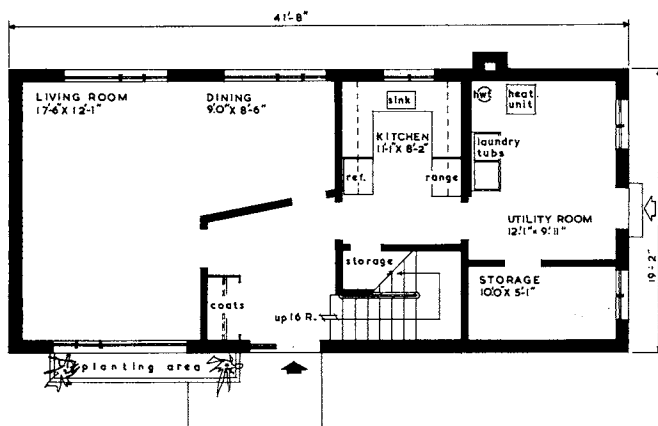 41'-8"
LIVING ROOM
17'-6" X 12'-1"
DINING
9'.0" X 8'-6"
sink
KITCHEN
11'-1" X 8'-2"
ref.
range
hwt
heat
unit
laundry
tubs
UTILITY ROOM
12'.1" × 9'.11"
19'-2"
storage
STORAGE
10'.0" X 5'-1"
coats
up 16 R.
planting area